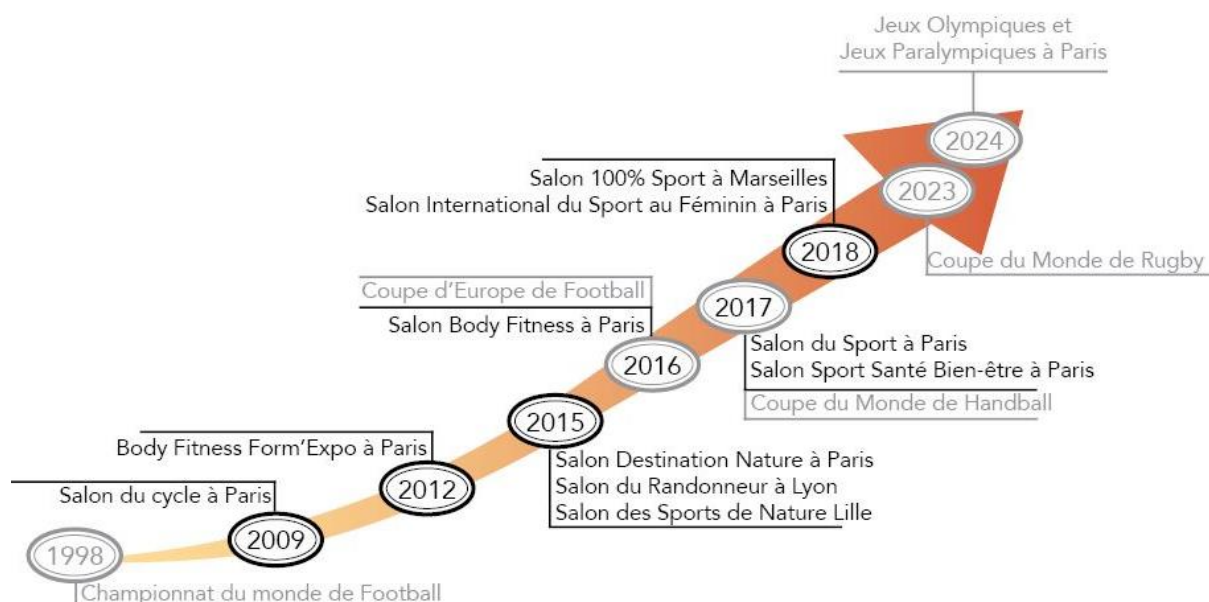 Jeux Olympiques et
Jeux Paralympiques à Paris
2024
Salon 100% Sport à Marseilles
Salon International du Sport au Féminin à Paris
2023
2018
Coupe du Monde de Rugby
Coupe d'Europe de Football
Salon Body Fitness à Paris
2017
2016
Salon du Sport à Paris
Salon Sport Santé Bien-être à Paris
Coupe du Monde de Handball
2015
Body Fitness Form'Expo à Paris
Salon Destination Nature à Paris
Salon du Randonneur à Lyon
Salon des Sports de Nature Lille
2012
Salon du cycle à Paris
2009
1998
Championnat du monde de Football